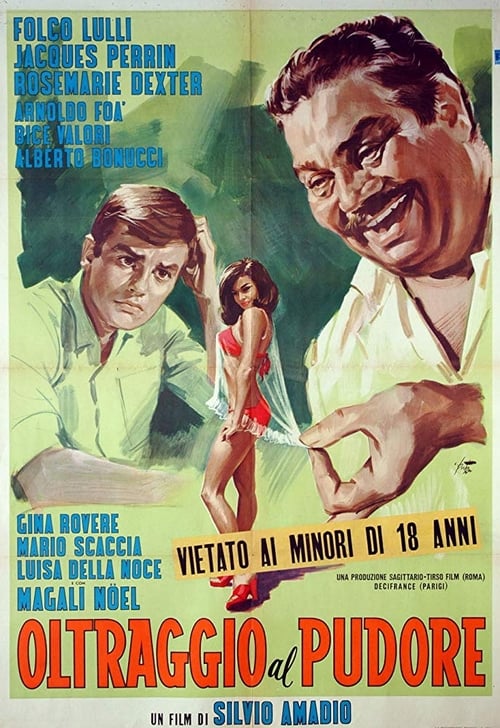 FOLCO LULLI
JACQUES PERRIN
ROSEMARIE DEXTER
ARNOLDO FOA'
BICE VALORI
ALBERTO BONUCCI
GINA ROVERE
MARIO SCACCIA
LUISA DELLA NOCE
E CON
MAGALI NÖEL
VIETATO AI MINORI DI 18 ANNI
UNA PRODUZIONE SAGITTARIO-TIRSO FILM (ROMA)
DECIFRANCE (PARIGI)
OLTRAGGIO al PUDORE
UN FILM DI SILVIO AMADIO